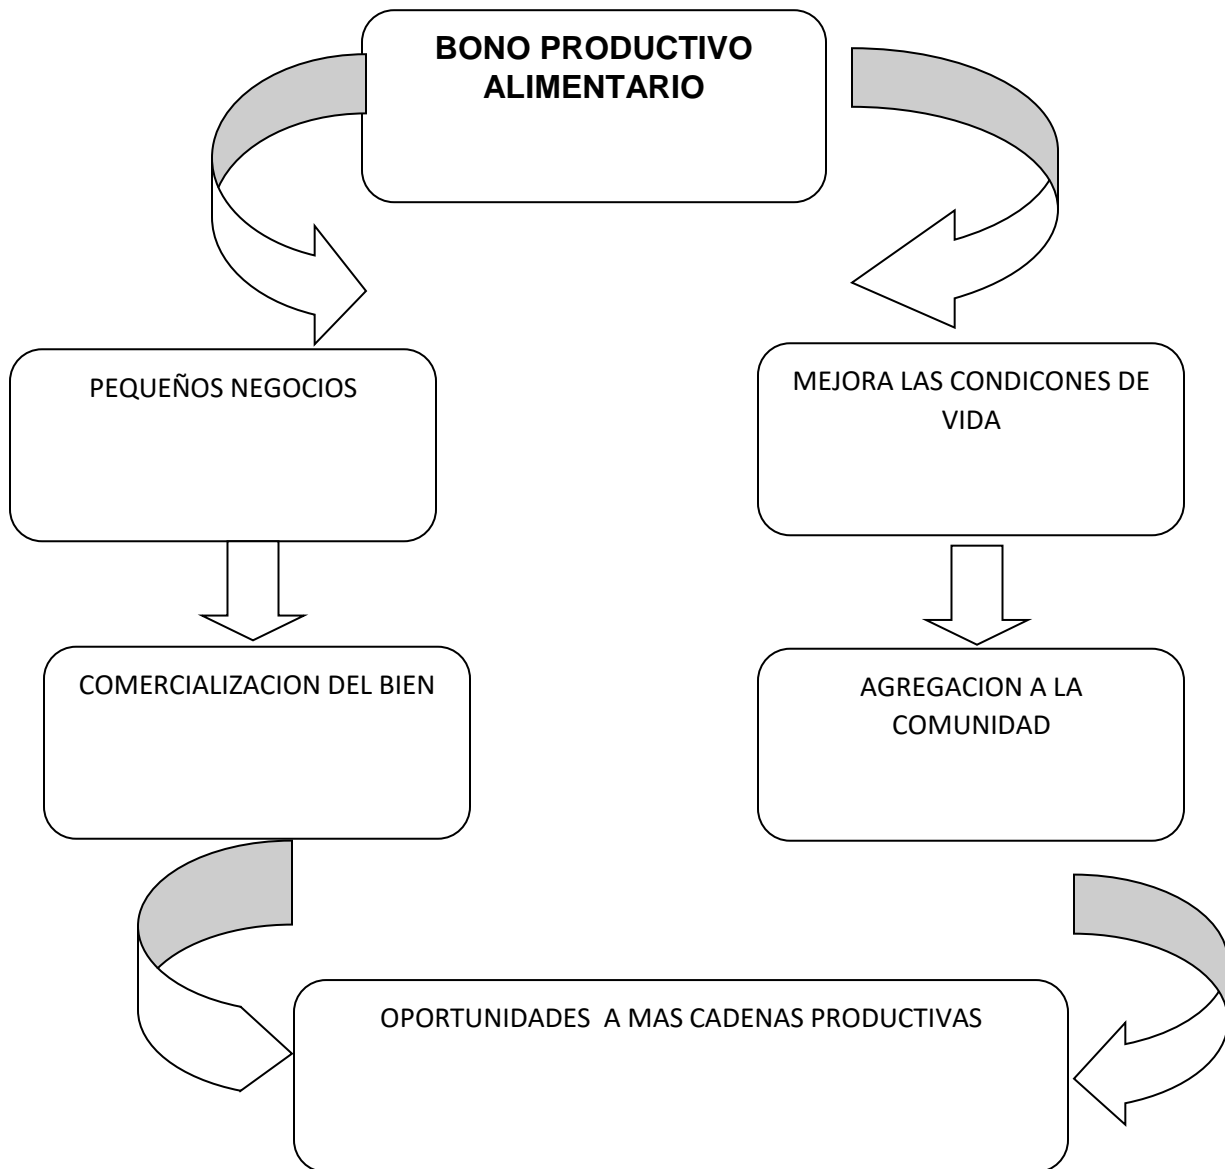 BONO PRODUCTIVO
ALIMENTARIO
PEQUEÑOS NEGOCIOS
MEJORA LAS CONDICONES DE
VIDA
COMERCIALIZACION DEL BIEN
AGREGACION A LA
COMUNIDAD
OPORTUNIDADES  A MAS CADENAS PRODUCTIVAS